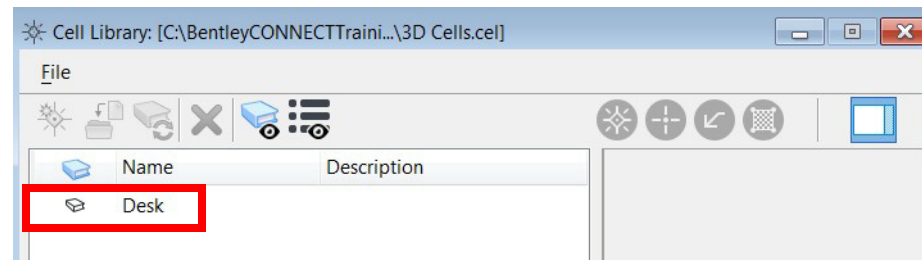 Cell Library: [C:\BentleyCONNECTTraini...\3D Cells.cel]
File
Name Description
Desk